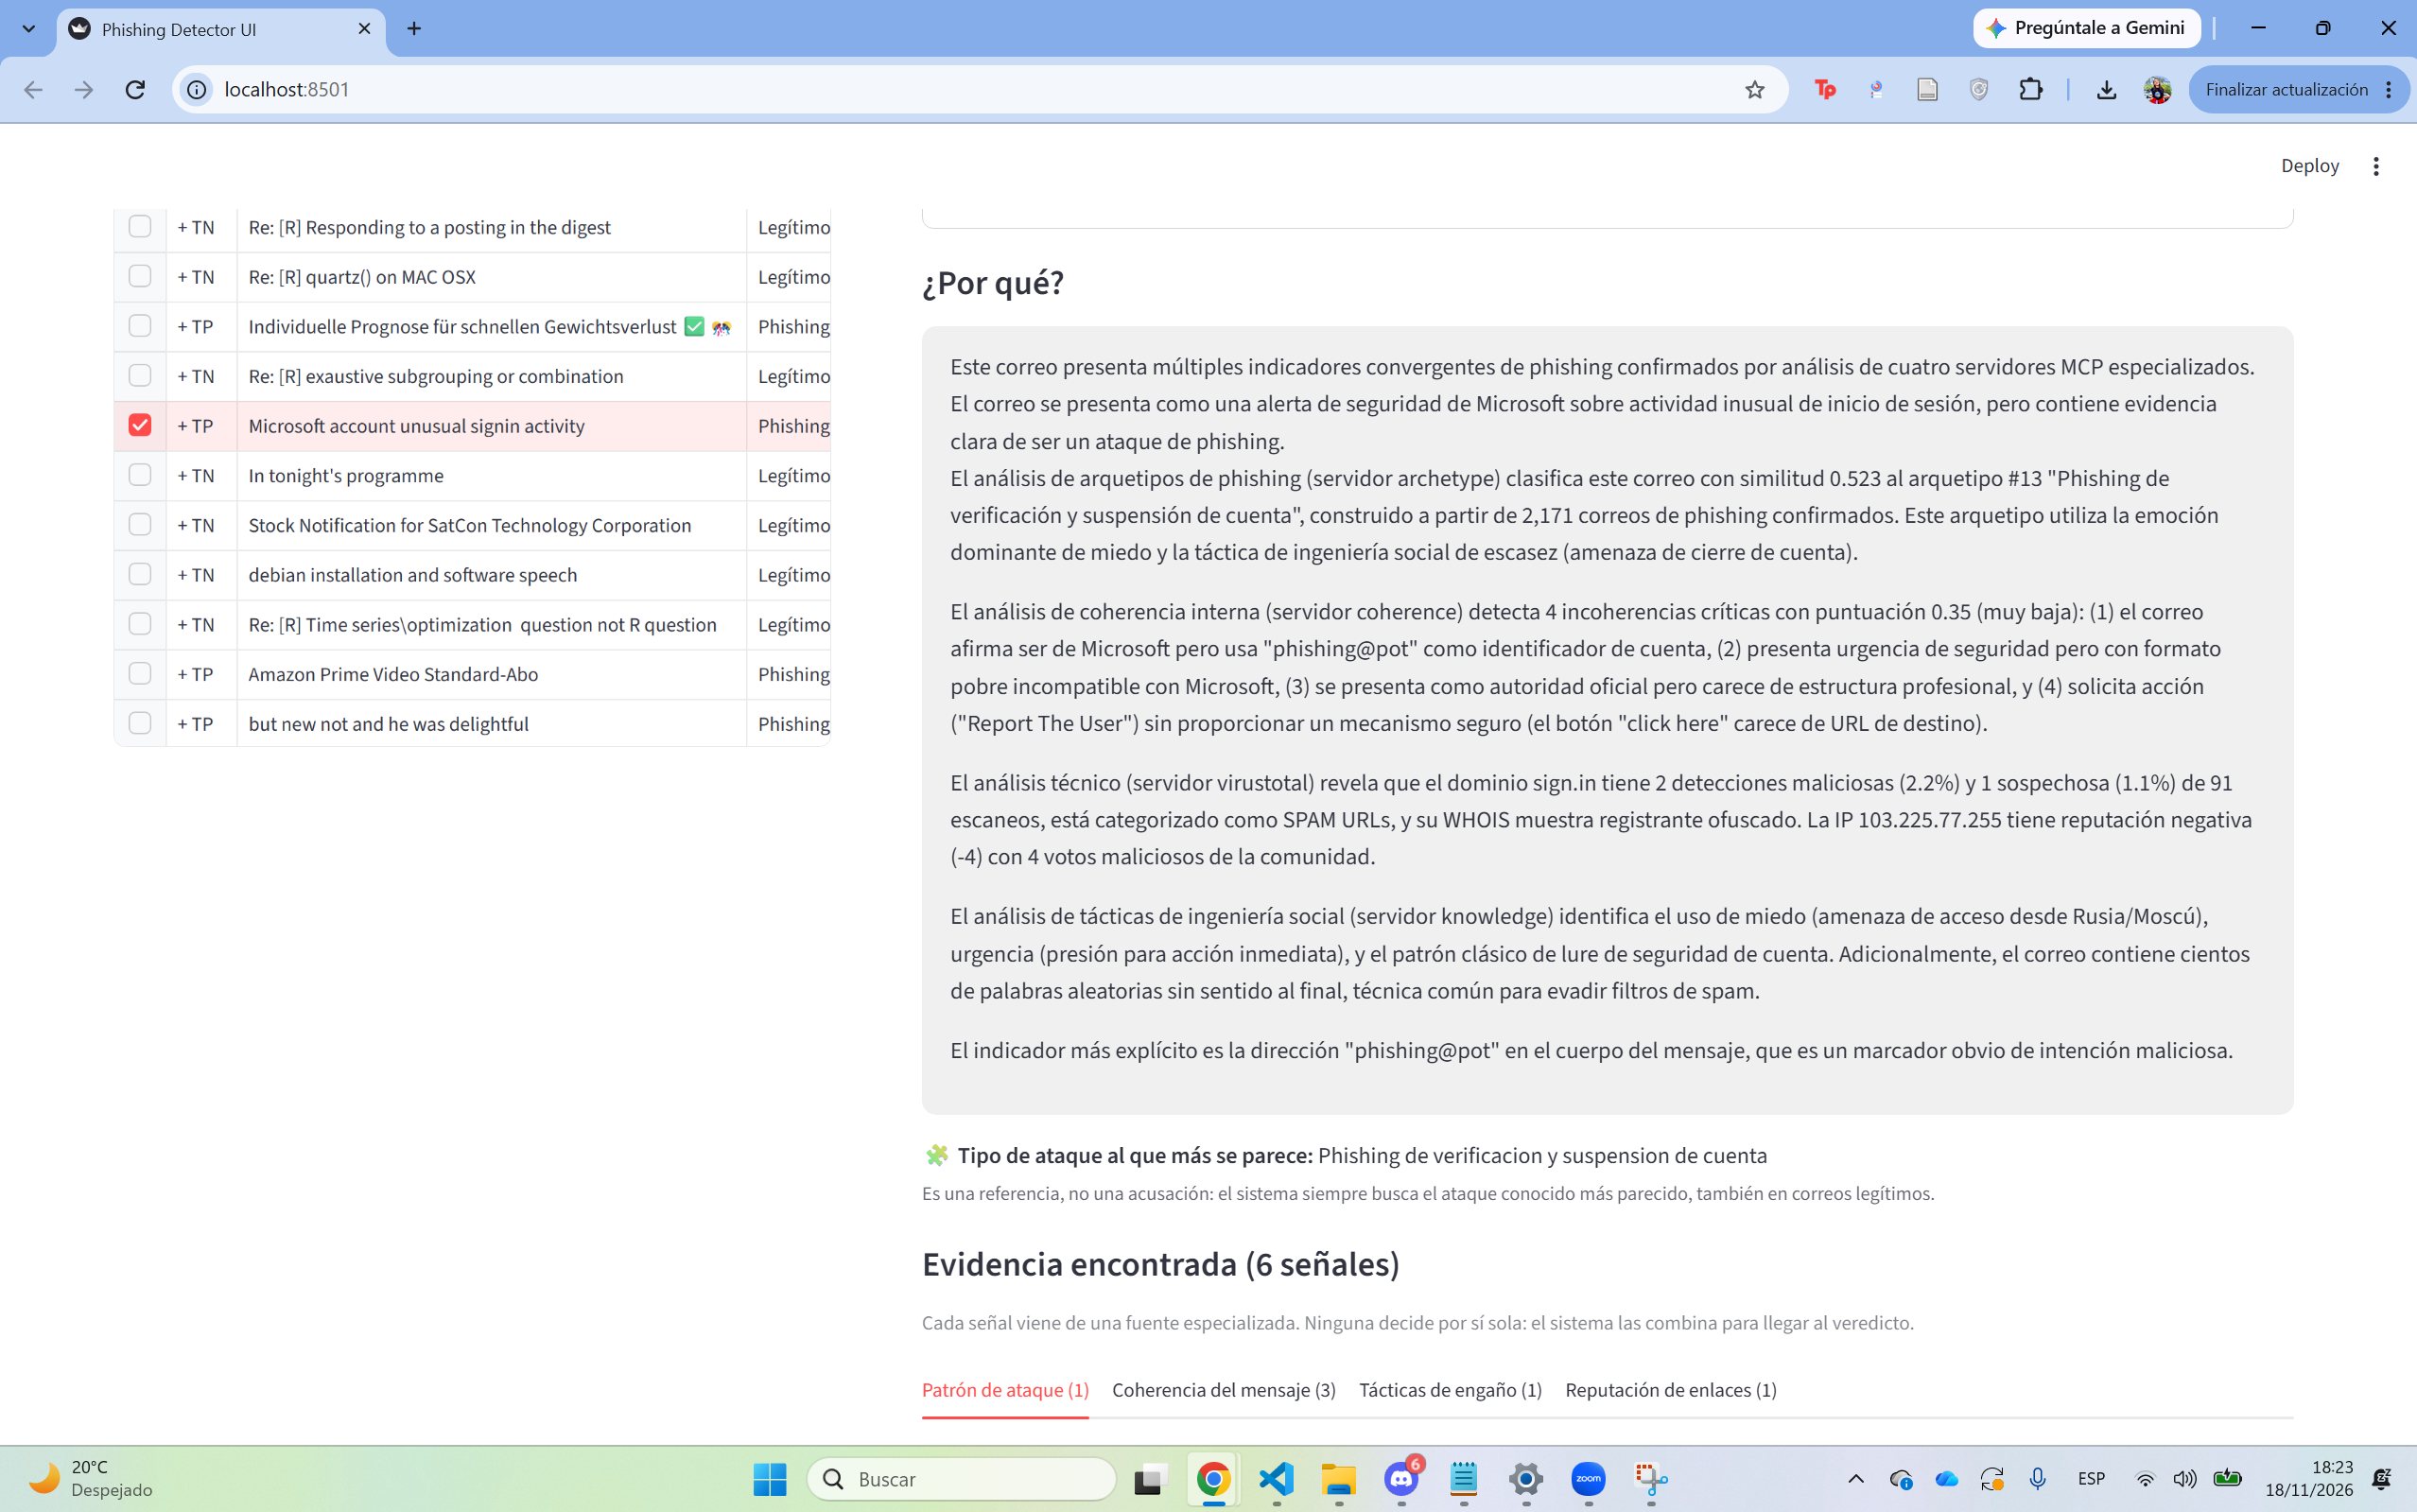 Phishing Detector UI
Pregúntale a Gemini
localhost:8501
Tp
Finalizar actualización
Deploy
+ TN Re: [R] Responding to a posting in the digest Legítimo
+ TN Re: [R] quartz() on MAC OSX Legítimo
+ TP Individuelle Prognose für schnellen Gewichtsverlust ✅ 🎊 Phishing
+ TN Re: [R] exaustive subgrouping or combination Legítimo
+ TP Microsoft account unusual signin activity Phishing
+ TN In tonight's programme Legítimo
+ TN Stock Notification for SatCon Technology Corporation Legítimo
+ TN debian installation and software speech Legítimo
+ TN Re: [R] Time series\optimization  question not R question Legítimo
+ TP Amazon Prime Video Standard-Abo Phishing
+ TP but new not and he was delightful Phishing
¿Por qué?
Este correo presenta múltiples indicadores convergentes de phishing confirmados por análisis de cuatro servidores MCP especializados.
El correo se presenta como una alerta de seguridad de Microsoft sobre actividad inusual de inicio de sesión, pero contiene evidencia
clara de ser un ataque de phishing.
El análisis de arquetipos de phishing (servidor archetype) clasifica este correo con similitud 0.523 al arquetipo #13 "Phishing de
verificación y suspensión de cuenta", construido a partir de 2,171 correos de phishing confirmados. Este arquetipo utiliza la emoción
dominante de miedo y la táctica de ingeniería social de escasez (amenaza de cierre de cuenta).
El análisis de coherencia interna (servidor coherence) detecta 4 incoherencias críticas con puntuación 0.35 (muy baja): (1) el correo
afirma ser de Microsoft pero usa "phishing@pot" como identificador de cuenta, (2) presenta urgencia de seguridad pero con formato
pobre incompatible con Microsoft, (3) se presenta como autoridad oficial pero carece de estructura profesional, y (4) solicita acción
("Report The User") sin proporcionar un mecanismo seguro (el botón "click here" carece de URL de destino).
El análisis técnico (servidor virustotal) revela que el dominio sign.in tiene 2 detecciones maliciosas (2.2%) y 1 sospechosa (1.1%) de 91
escaneos, está categorizado como SPAM URLs, y su WHOIS muestra registrante ofuscado. La IP 103.225.77.255 tiene reputación negativa
(-4) con 4 votos maliciosos de la comunidad.
El análisis de tácticas de ingeniería social (servidor knowledge) identifica el uso de miedo (amenaza de acceso desde Rusia/Moscú),
urgencia (presión para acción inmediata), y el patrón clásico de lure de seguridad de cuenta. Adicionalmente, el correo contiene cientos
de palabras aleatorias sin sentido al final, técnica común para evadir filtros de spam.
El indicador más explícito es la dirección "phishing@pot" en el cuerpo del mensaje, que es un marcador obvio de intención maliciosa.
🧩 Tipo de ataque al que más se parece: Phishing de verificacion y suspension de cuenta
Es una referencia, no una acusación: el sistema siempre busca el ataque conocido más parecido, también en correos legítimos.
Evidencia encontrada (6 señales)
Cada señal viene de una fuente especializada. Ninguna decide por sí sola: el sistema las combina para llegar al veredicto.
Patrón de ataque (1) Coherencia del mensaje (3) Tácticas de engaño (1) Reputación de enlaces (1)
20°C
Despejado
Buscar
6
zoom
ESP
18:23
18/11/2026